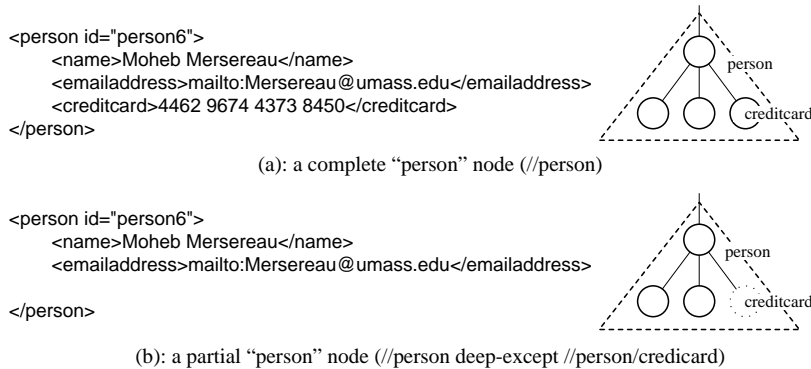 <person id="person6">
<name>Moheb Mersereau</name>
<emailaddress>mailto:Mersereau@umass.edu</emailaddress>
<creditcard>4462 9674 4373 8450</creditcard>
</person>
person
creditcard
(a): a complete “person” node (//person)
<person id="person6">
<name>Moheb Mersereau</name>
<emailaddress>mailto:Mersereau@umass.edu</emailaddress>
</person>
person
creditcard
(b): a partial “person” node (//person deep-except //person/credicard)